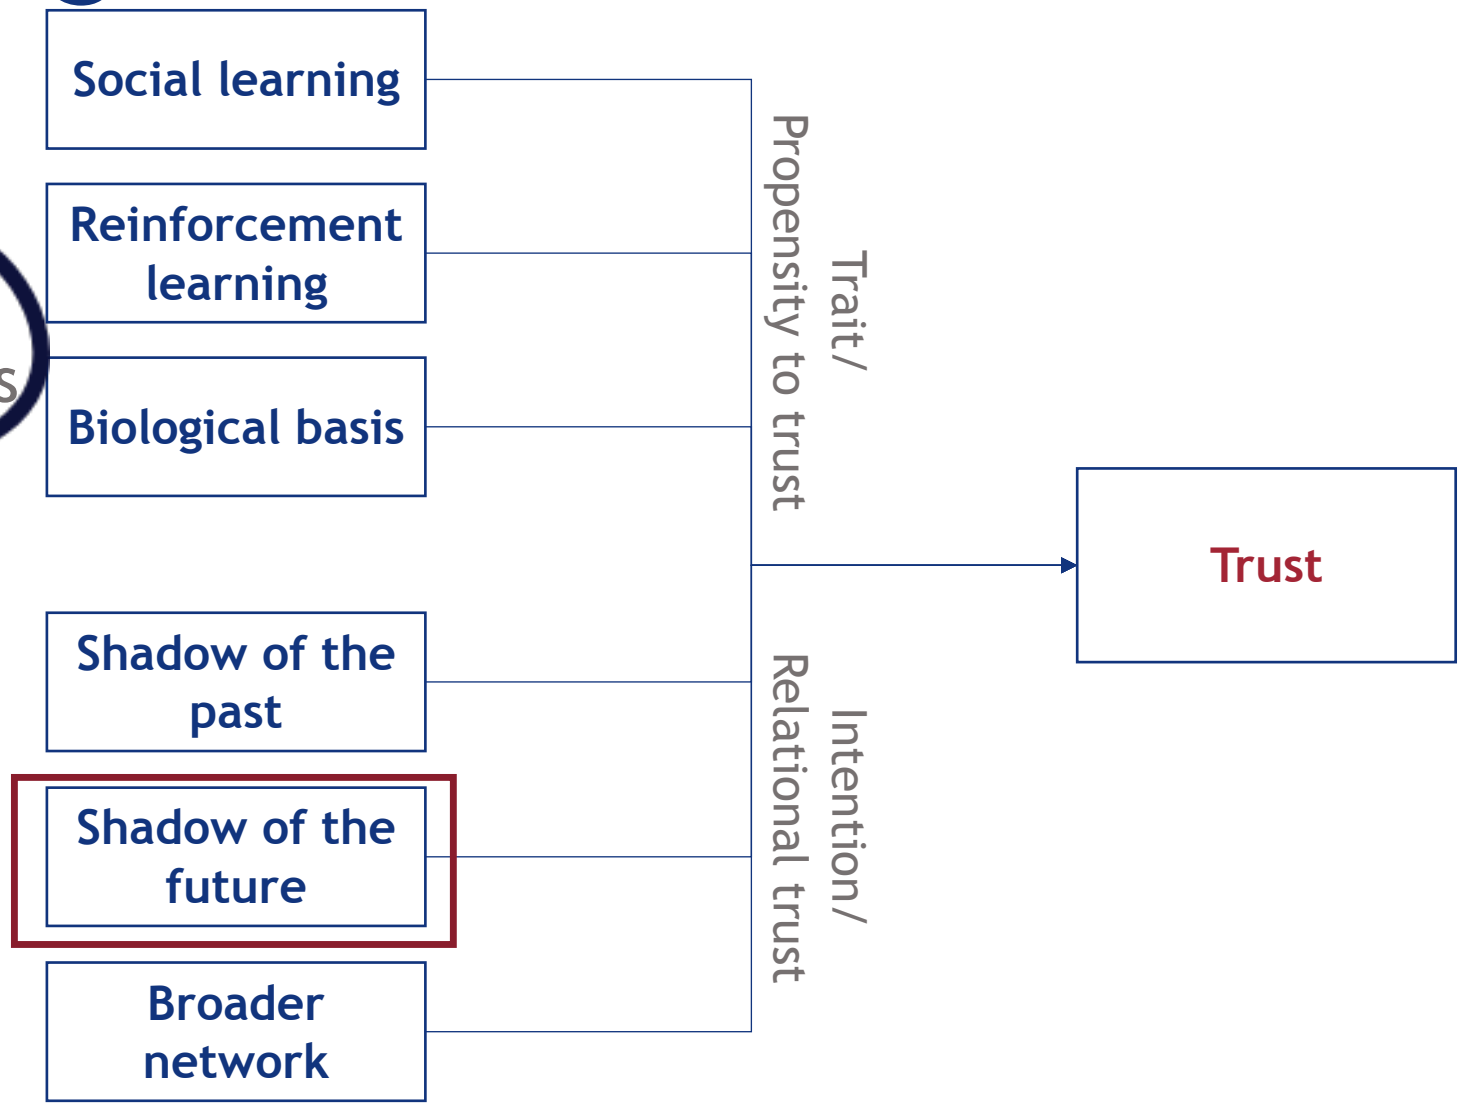 Social learning
Reinforcement
learning
Biological basis
Shadow of the
past
Shadow of the
future
Broader
network
Trait/
Propensity to trust
Intention/
Relational trust
Trust